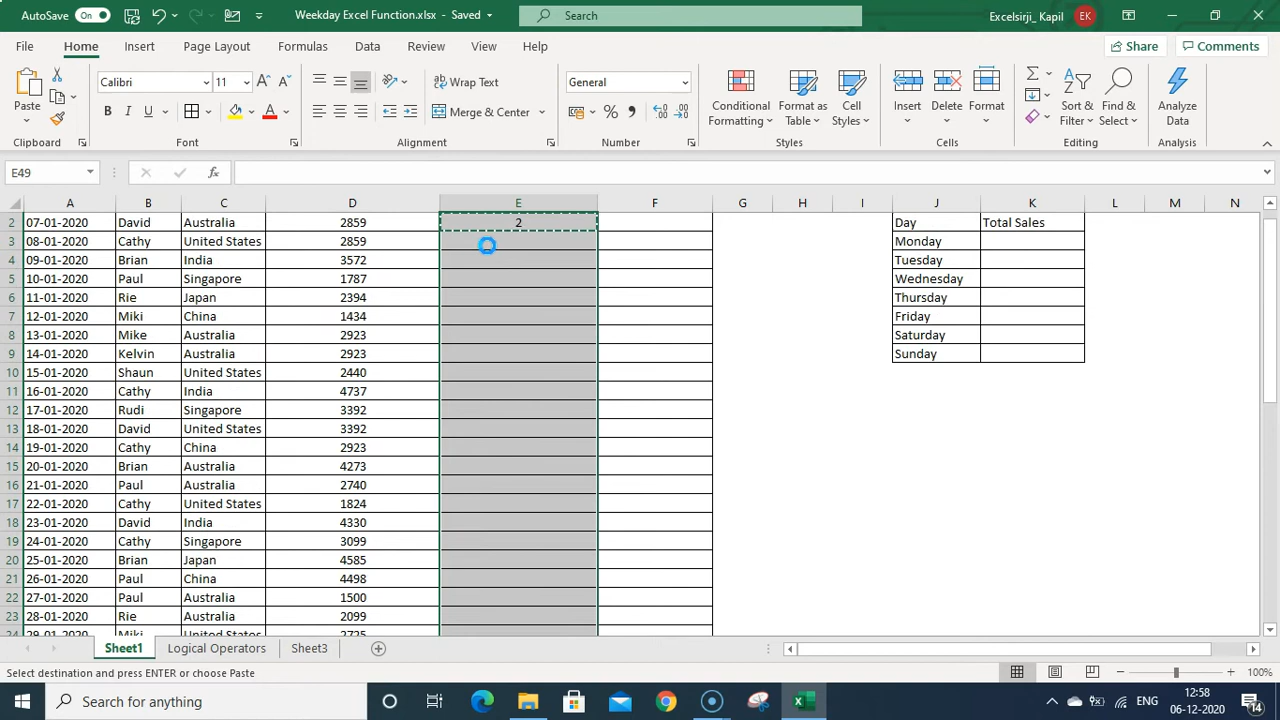 AutoSave On Weekday Excel Function.xlsx - Saved Search Excelsirji_ Kapil EK
File Home Insert Page Layout Formulas Data Review View Help Share Comments
Paste Calibri 11 Wrap Text General Conditional Format as Cell Insert Delete Format Sort & Find & Analyze
B I U A Merge & Center % Formatting Table Styles Filter Select Data
Clipboard Font Alignment Number Styles Cells Editing Analysis
E49 fx
A B C D E F G H I J K L M N
2 07-01-2020 David Australia 2859 2 Day Total Sales
3 08-01-2020 Cathy United States 2859 Monday
4 09-01-2020 Brian India 3572 Tuesday
5 10-01-2020 Paul Singapore 1787 Wednesday
6 11-01-2020 Rie Japan 2394 Thursday
7 12-01-2020 Miki China 1434 Friday
8 13-01-2020 Mike Australia 2923 Saturday
9 14-01-2020 Kelvin Australia 2923 Sunday
10 15-01-2020 Shaun United States 2440
11 16-01-2020 Cathy India 4737
12 17-01-2020 Rudi Singapore 3392
13 18-01-2020 David United States 3392
14 19-01-2020 Cathy China 2923
15 20-01-2020 Brian Australia 4273
16 21-01-2020 Paul Australia 2740
17 22-01-2020 Cathy United States 1824
18 23-01-2020 David India 4330
19 24-01-2020 Cathy Singapore 3099
20 25-01-2020 Brian Japan 4585
21 26-01-2020 Paul China 4498
22 27-01-2020 Paul Australia 1500
23 28-01-2020 Rie Australia 2099
24 29-01-2020 Miki United States 2725
Sheet1 Logical Operators Sheet3
Select destination and press ENTER or choose Paste 100%
Search for anything ENG 12:58
06-12-2020 14